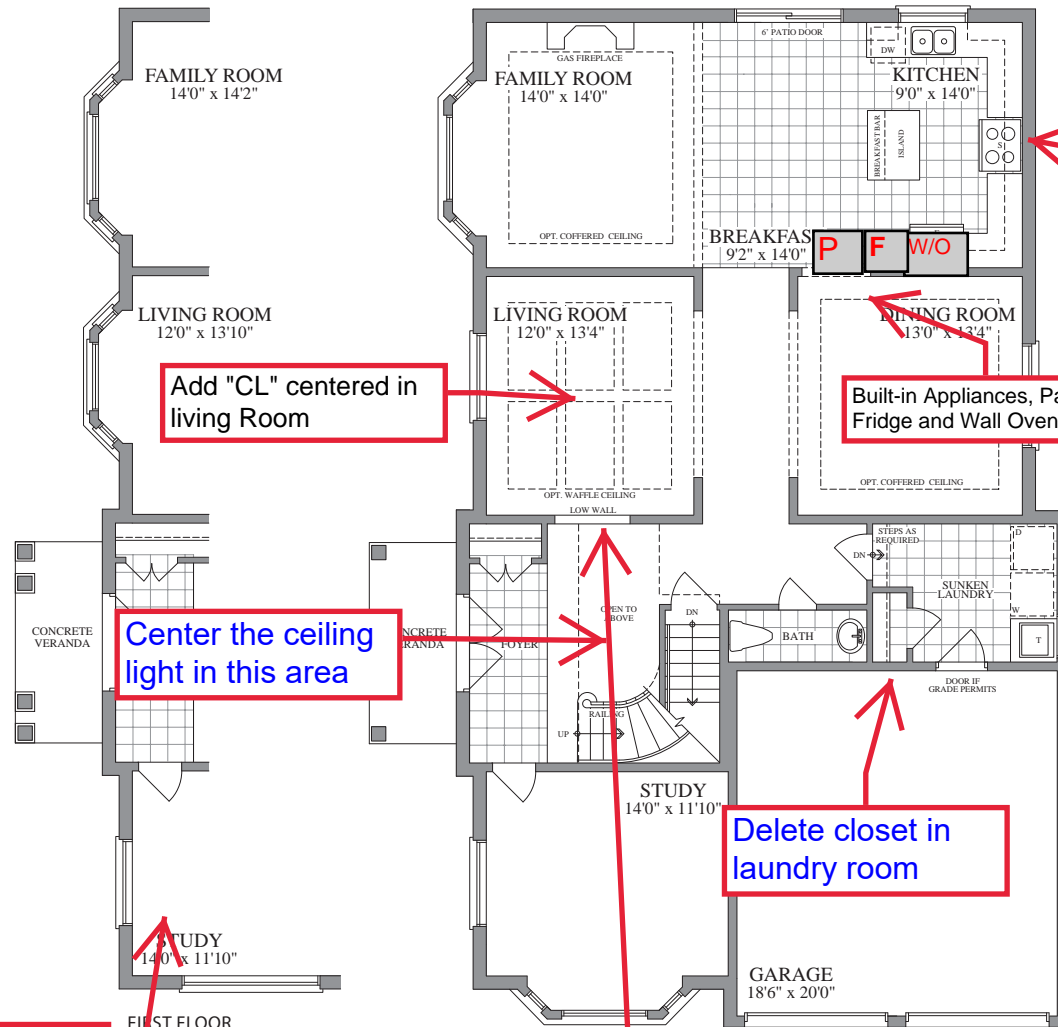 FAMILY ROOM
14'0" x 14'2"
LIVING ROOM
12'0" x 13'10"
CONCRETE
VERANDA
STUDY
14'0" x 11'10"
FIRST FLOOR
GAS FIREPLACE
FAMILY ROOM
14'0" x 14'0"
OPT. COFFERED CEILING
6' PATIO DOOR
DW
KITCHEN
9'0" x 14'0"
BREAKFAST BAR
ISLAND
S
BREAKFAS
9'2" x 14'0"
P
F
W/O
LIVING ROOM
12'0" x 13'4"
OPT. WAFFLE CEILING
LOW WALL
DINING ROOM
13'0" x 13'4"
OPT. COFFERED CEILING
Add "CL" centered in
living Room
Built-in Appliances, Pa
Fridge and Wall Oven
STEPS AS
REQUIRED
DN
D
SUNKEN
LAUNDRY
W
T
OPEN TO
ABOVE
DN
BATH
FOYER
NCRETE
RANDA
Center the ceiling
light in this area
RAILING
UP
DOOR IF
GRADE PERMITS
STUDY
14'0" x 11'10"
Delete closet in
laundry room
GARAGE
18'6" x 20'0"